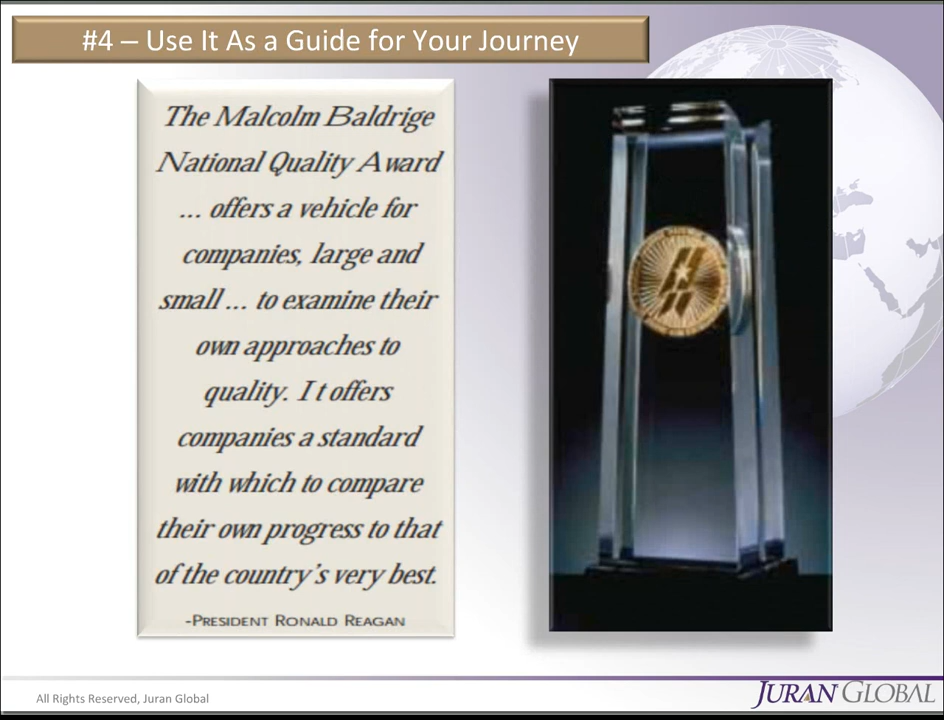 #4 – Use It As a Guide for Your Journey
The Malcolm Baldrige
National Quality Award
... offers a vehicle for
companies, large and
small ... to examine their
own approaches to
quality. It offers
companies a standard
with which to compare
their own progress to that
of the country's very best.
-PRESIDENT RONALD REAGAN
All Rights Reserved, Juran Global
JURAN GLOBAL